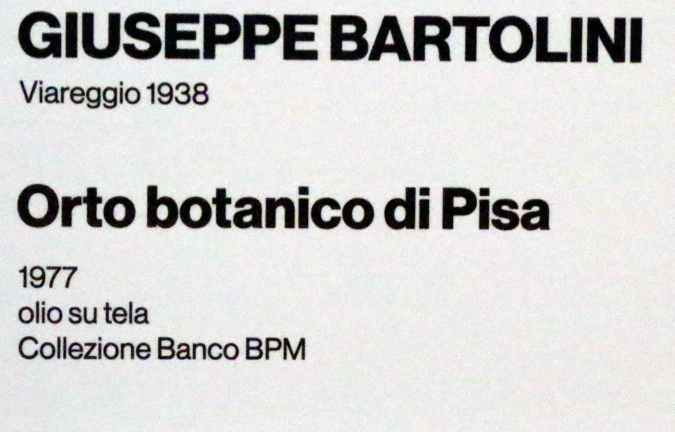 GIUSEPPE BARTOLINI
Viareggio 1938
Orto botanico di Pisa
1977
olio su tela
Collezione Banco BPM